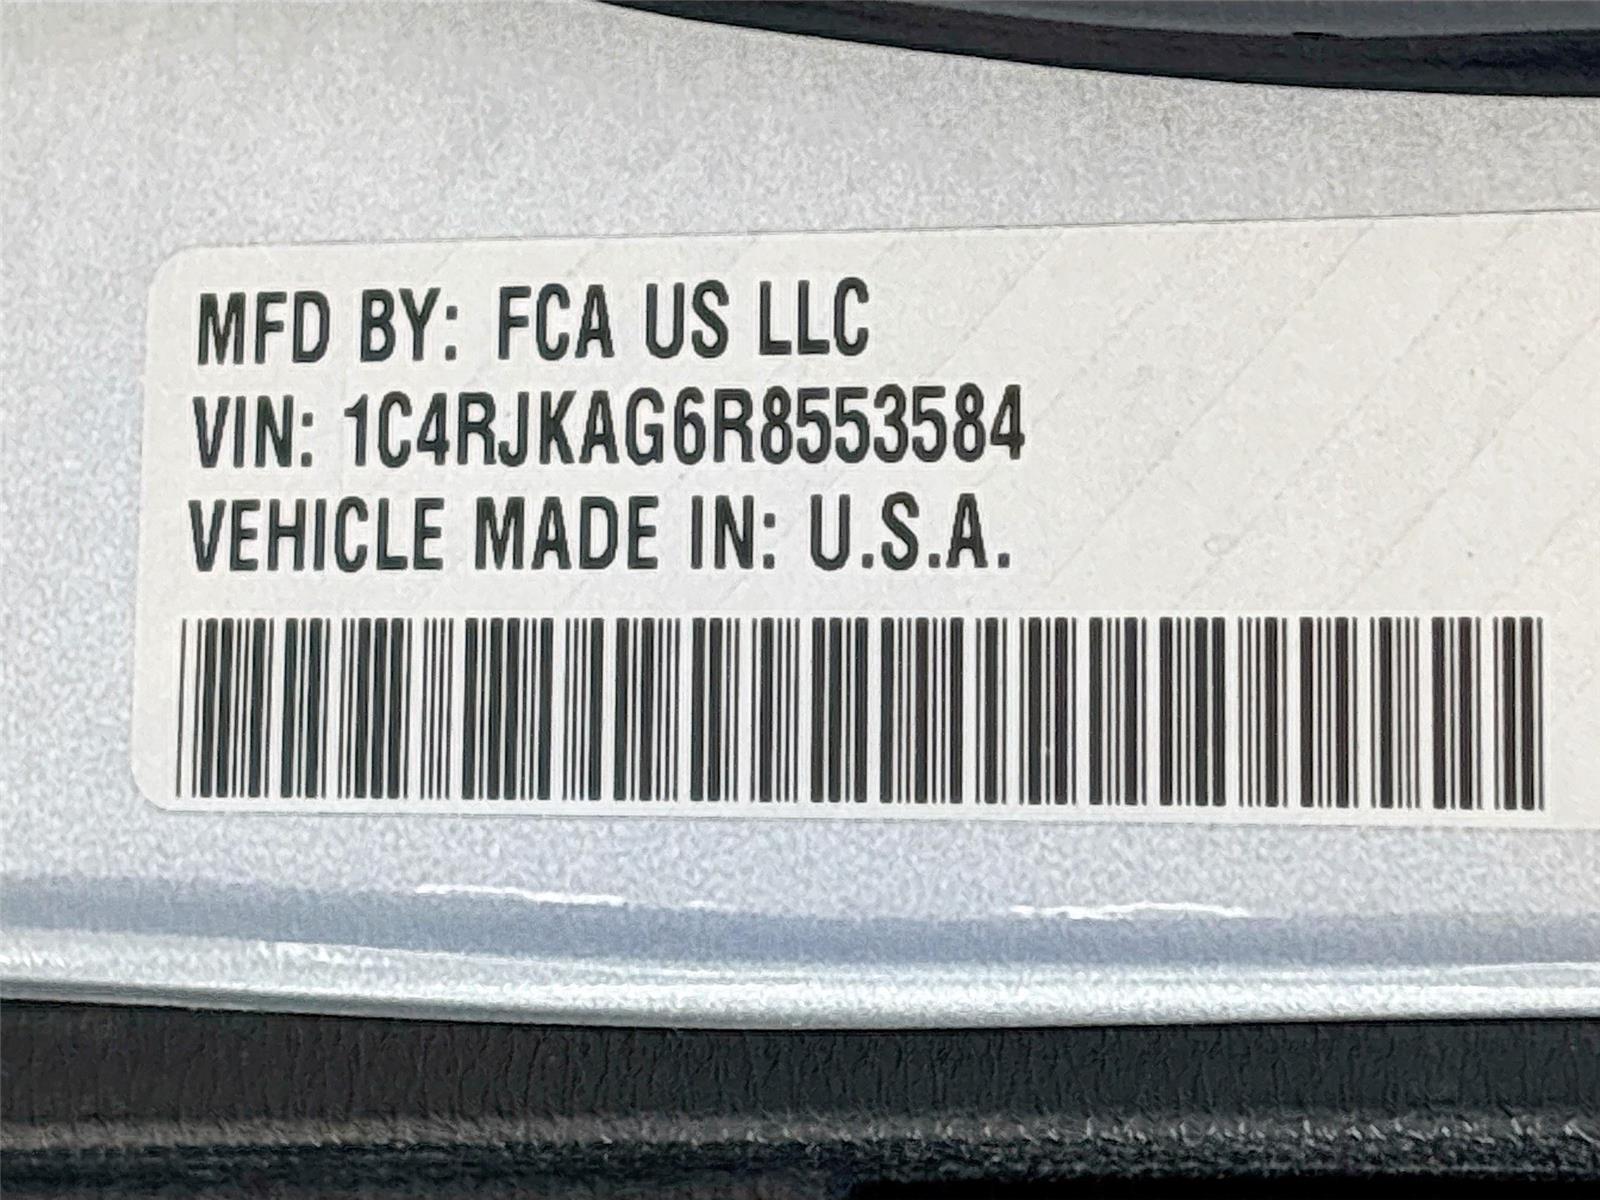 MFD BY: FCA US LLC
VIN: 1C4RJKAG6R8553584
VEHICLE MADE IN: U.S.A.